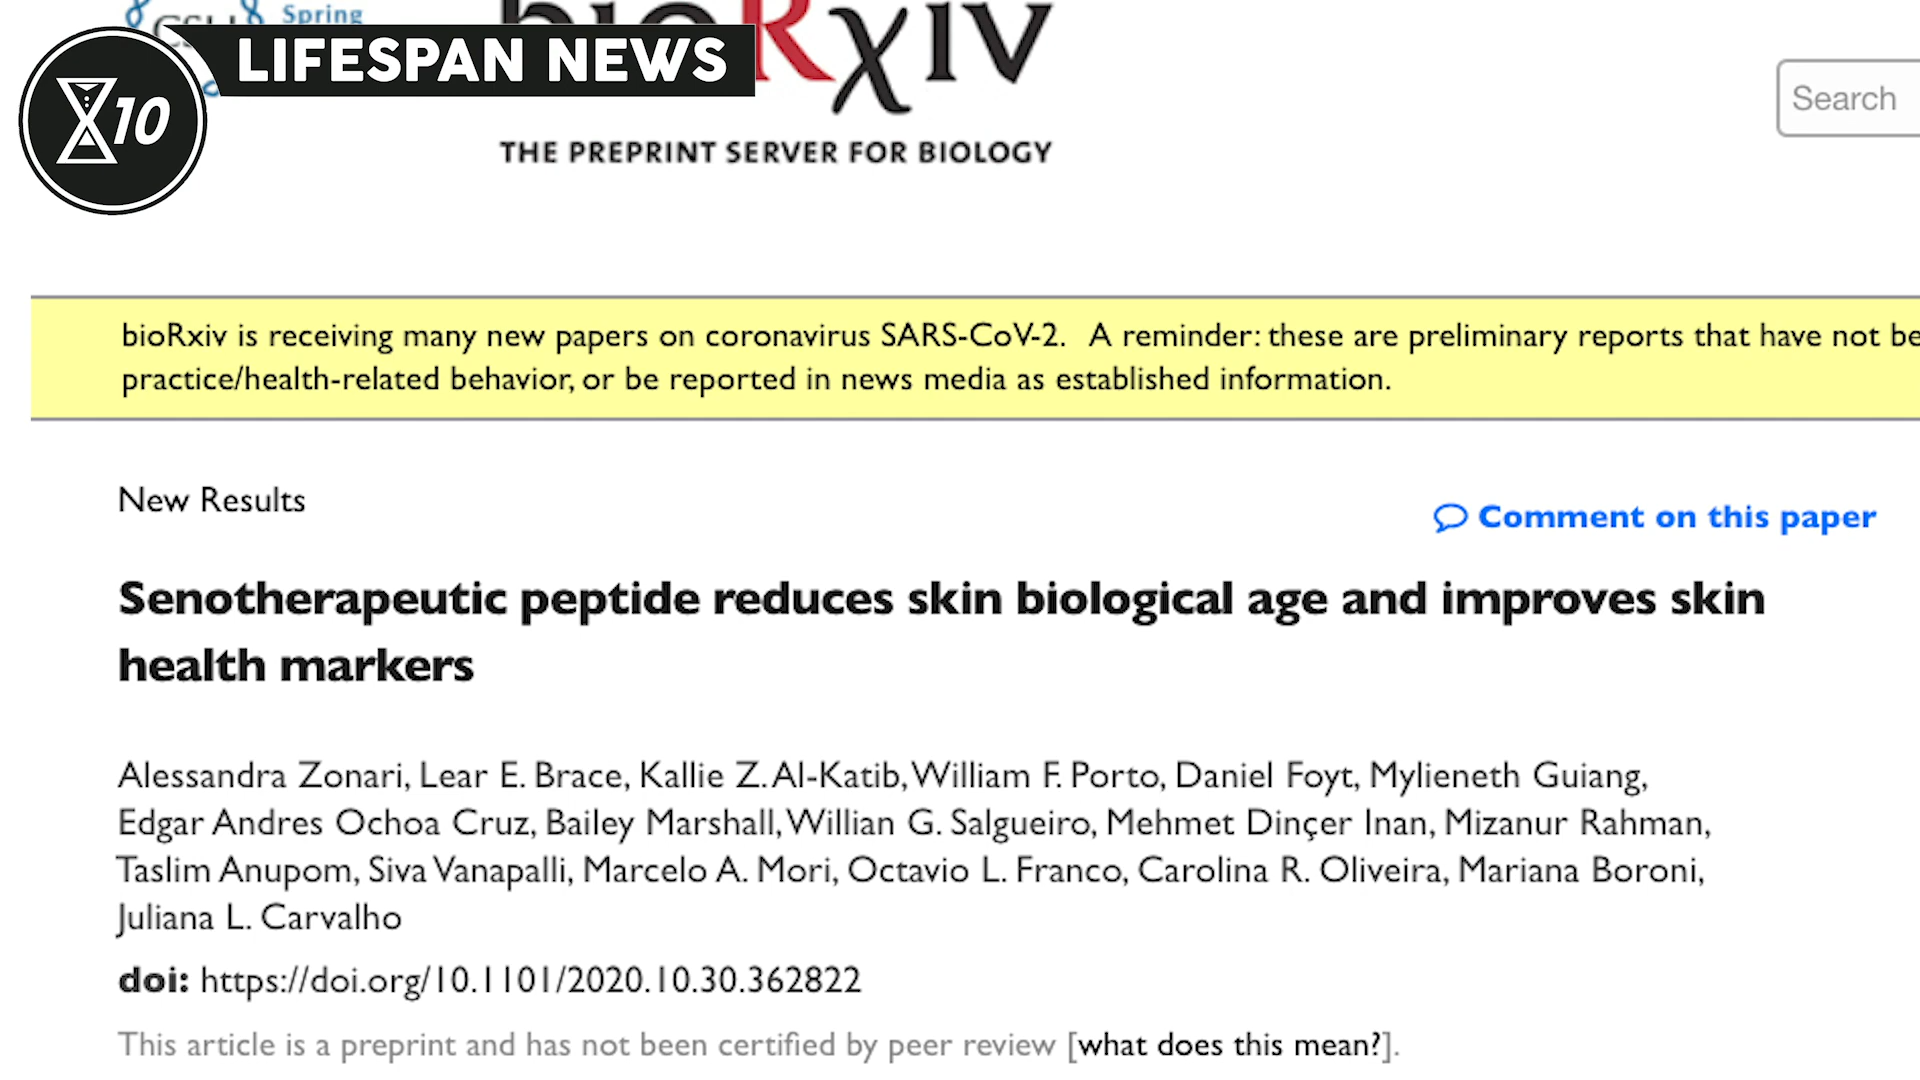 Spring
LIFESPAN NEWS
X10
bioRxiv
THE PREPRINT SERVER FOR BIOLOGY
Search
bioRxiv is receiving many new papers on coronavirus SARS-CoV-2. A reminder: these are preliminary reports that have not
practice/health-related behavior, or be reported in news media as established information.
New Results
Comment on this paper
Senotherapeutic peptide reduces skin biological age and improves skin
health markers
Alessandra Zonari, Lear E. Brace, Kallie Z. Al-Katib, William F. Porto, Daniel Foyt, Mylieneth Guiang,
Edgar Andres Ochoa Cruz, Bailey Marshall, Willian G. Salgueiro, Mehmet Dinçer Inan, Mizanur Rahman,
Taslim Anupom, Siva Vanapalli, Marcelo A. Mori, Octavio L. Franco, Carolina R. Oliveira, Mariana Boroni,
Juliana L. Carvalho
doi: https://doi.org/10.1101/2020.10.30.362822
This article is a preprint and has not been certified by peer review [what does this mean?].